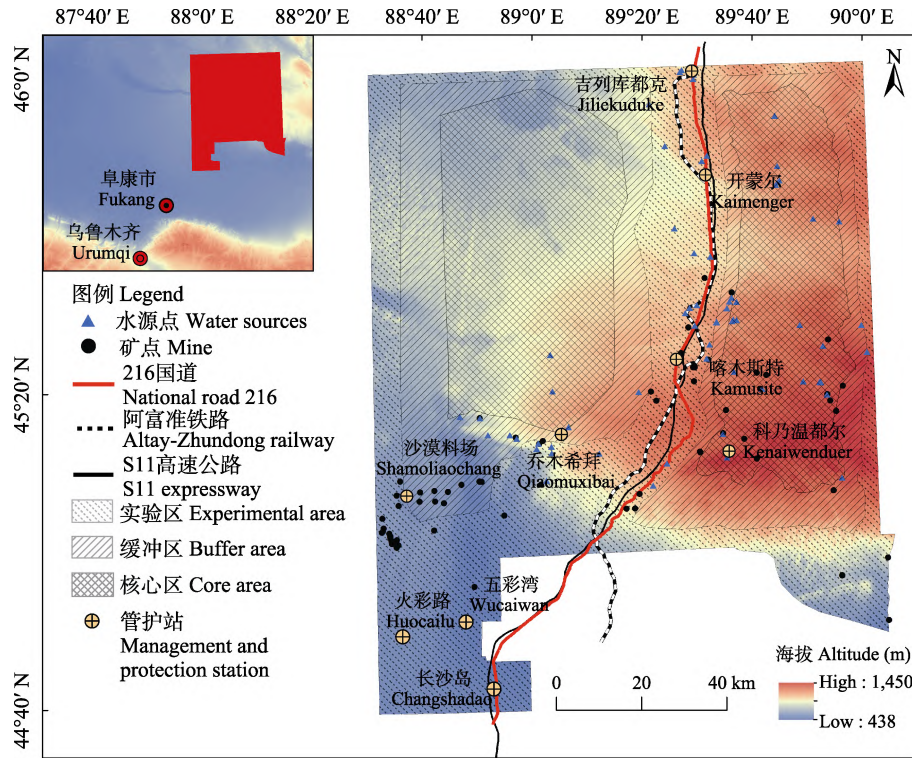 87°40′ E 88°0′ E 88°20′ E 88°40′ E 89°0′ E 89°20′ E 89°40′ E 90°0′ E
46°0′ N
45°20′ N
44°40′ N
N
阜康市
Fukang
乌鲁木齐
Urumqi
图例 Legend
水源点 Water sources
矿点 Mine
216国道
National road 216
阿富准铁路
Altay-Zhundong railway
S11高速公路
S11 expressway
实验区 Experimental area
缓冲区 Buffer area
核心区 Core area
管护站
Management and
protection station
吉列库都克
Jiliekuduke
开蒙尔
Kaimenger
喀木斯特
Kamusite
科乃温都尔
Kenaiwenduer
沙漠料场
Shamoliaochang
乔木希拜
Qiaomuxibai
五彩湾
Wucaiwan
火彩路
Huocailu
长沙岛
Changshadao
0 20 40 km
海拔 Altitude (m)
High : 1,450
Low : 438